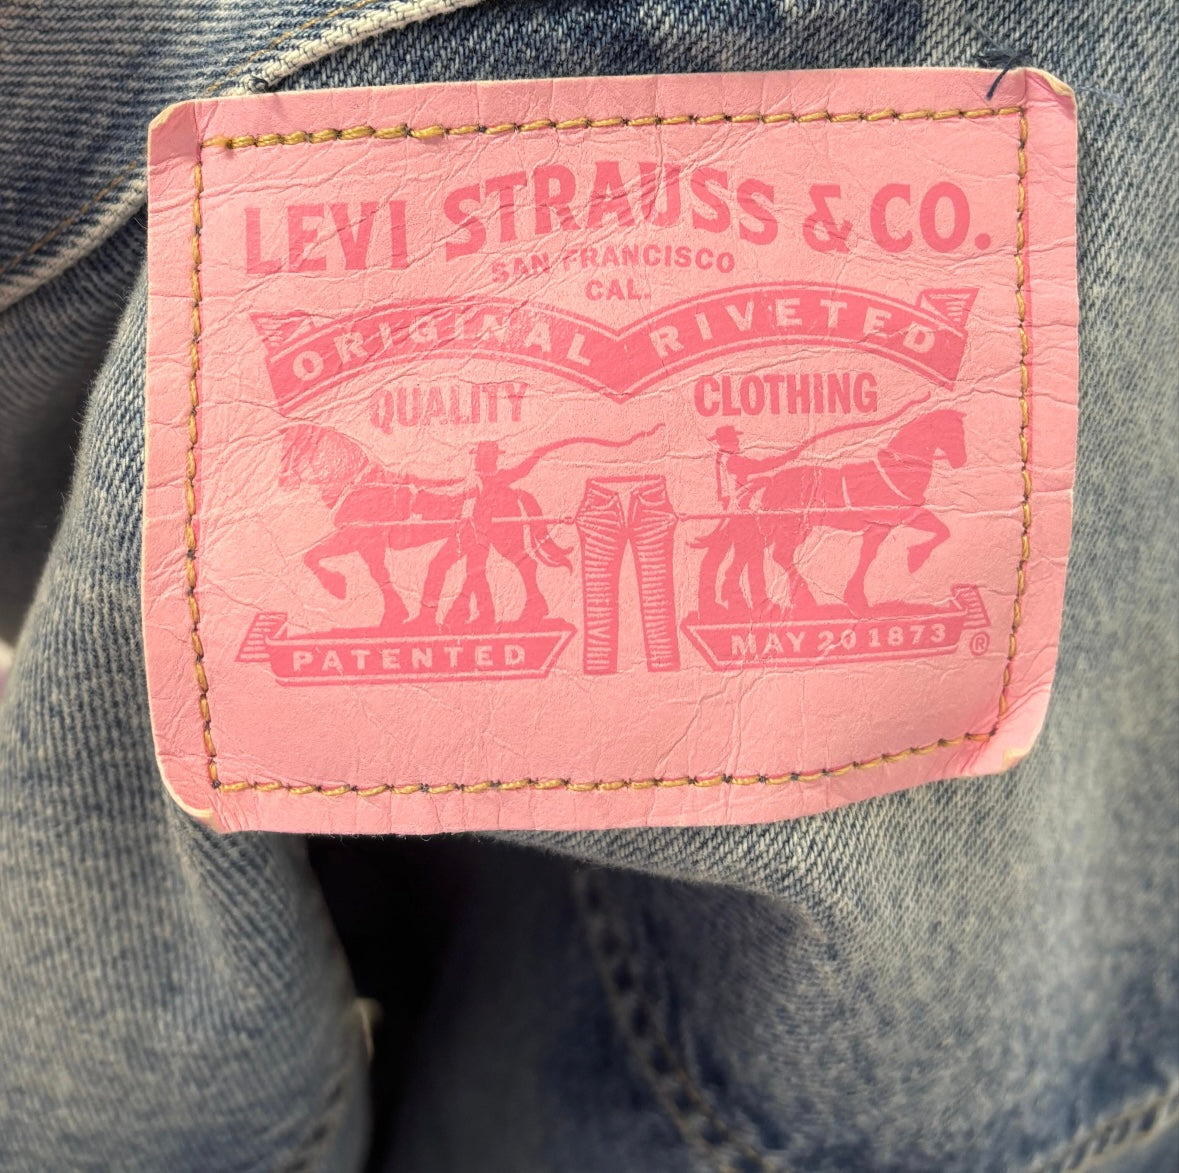 LEVI STRAUSS & CO.
SAN FRANCISCO
CAL.
ORIGINAL RIVETED
QUALITY CLOTHING
PATENTED MAY 20 1873 ®